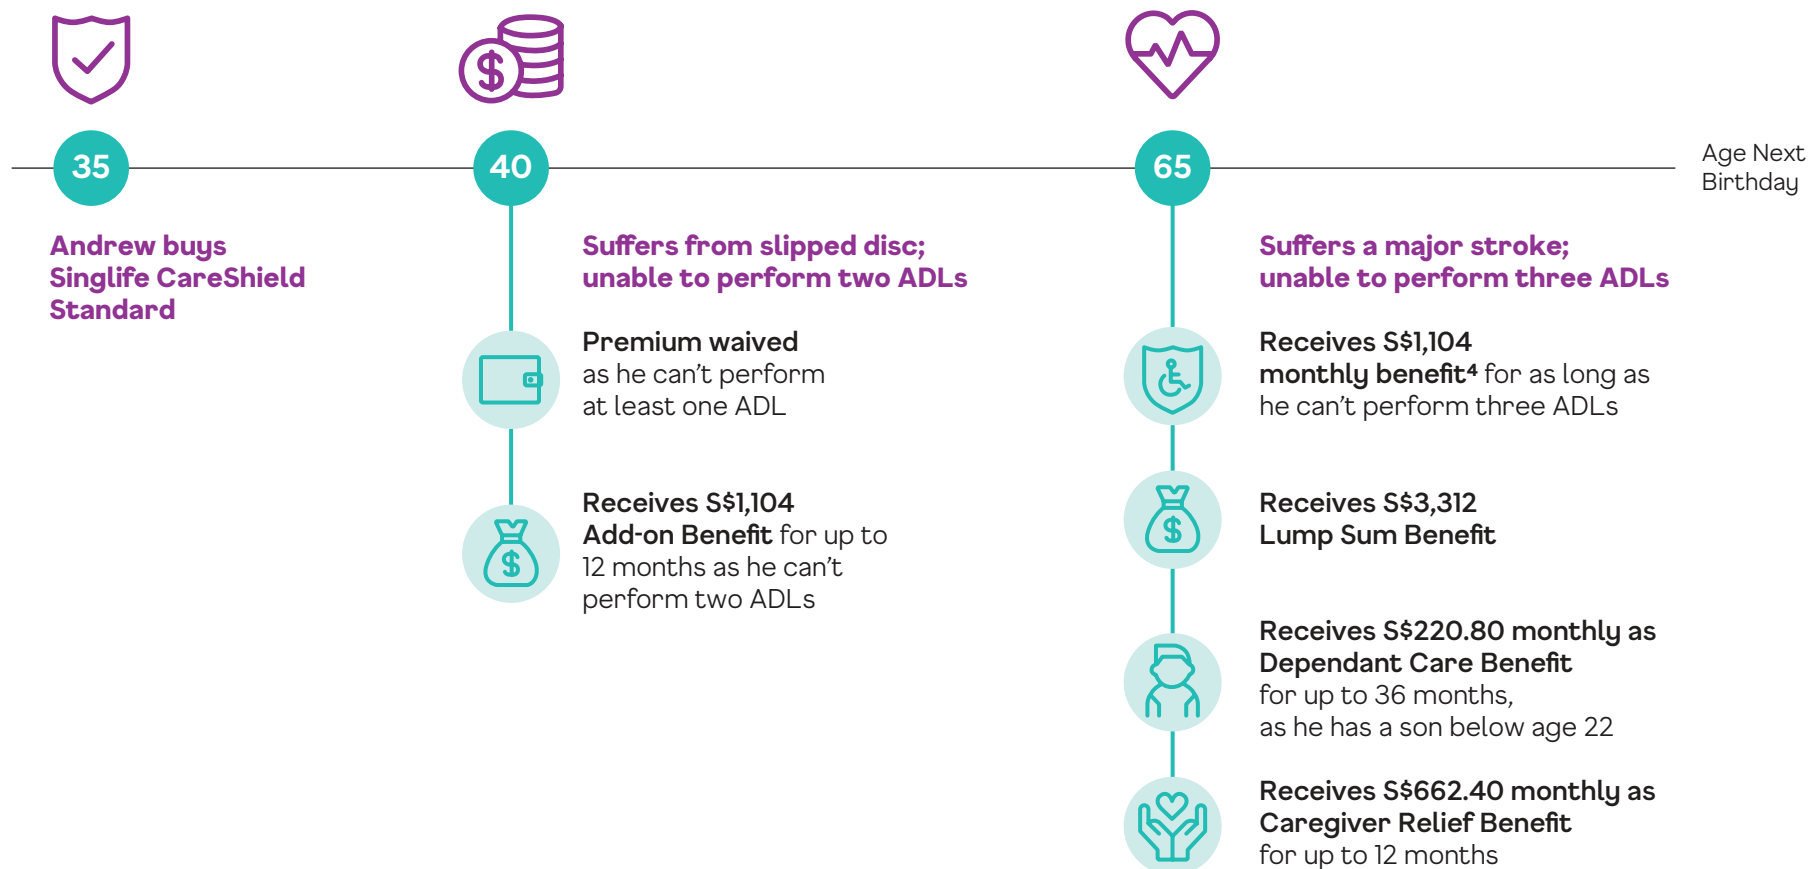 35
40
65
Age Next
Birthday
Andrew buys
Singlife CareShield
Standard
Suffers from slipped disc;
unable to perform two ADLs
Premium waived
as he can't perform
at least one ADL
Receives S$1,104
Add-on Benefit for up to
12 months as he can't
perform two ADLs
Suffers a major stroke;
unable to perform three ADLs
Receives S$1,104
monthly benefit⁴ for as long as
he can't perform three ADLs
Receives S$3,312
Lump Sum Benefit
Receives S$220.80 monthly as
Dependant Care Benefit
for up to 36 months,
as he has a son below age 22
Receives S$662.40 monthly as
Caregiver Relief Benefit
for up to 12 months